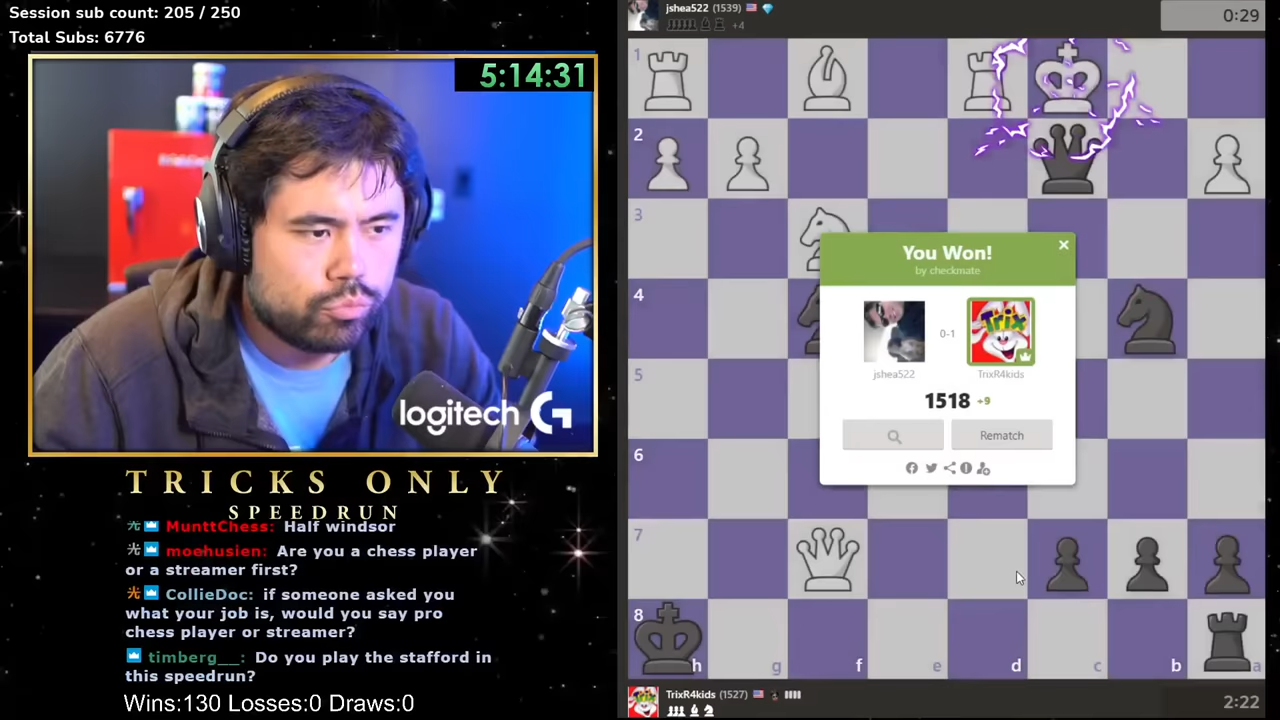 Session sub count: 205 / 250
Total Subs: 6776
5:14:31
logitech G
TRICKS ONLY
SPEEDRUN
MunttChess: Half windsor
moehusien: Are you a chess player
or a streamer first?
CollieDoc: if someone asked you
what your job is, would you say pro
chess player or streamer?
timberg__: Do you play the stafford in
this speedrun?
Wins:130 Losses:0 Draws:0
jshea522 (1539)
+4
0:29
1
2
3
4
5
6
7
8
h
g
f
e
d
c
b
a
You Won!
by checkmate
Trix
0-1
jshea522
TrixR4kids
1518 +9
Rematch
TrixR4kids (1527)
2:22